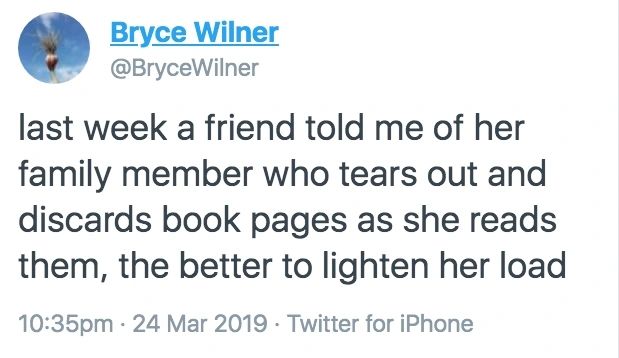 Bryce Wilner
@BryceWilner
last week a friend told me of her
family member who tears out and
discards book pages as she reads
them, the better to lighten her load
10:35pm · 24 Mar 2019 · Twitter for iPhone